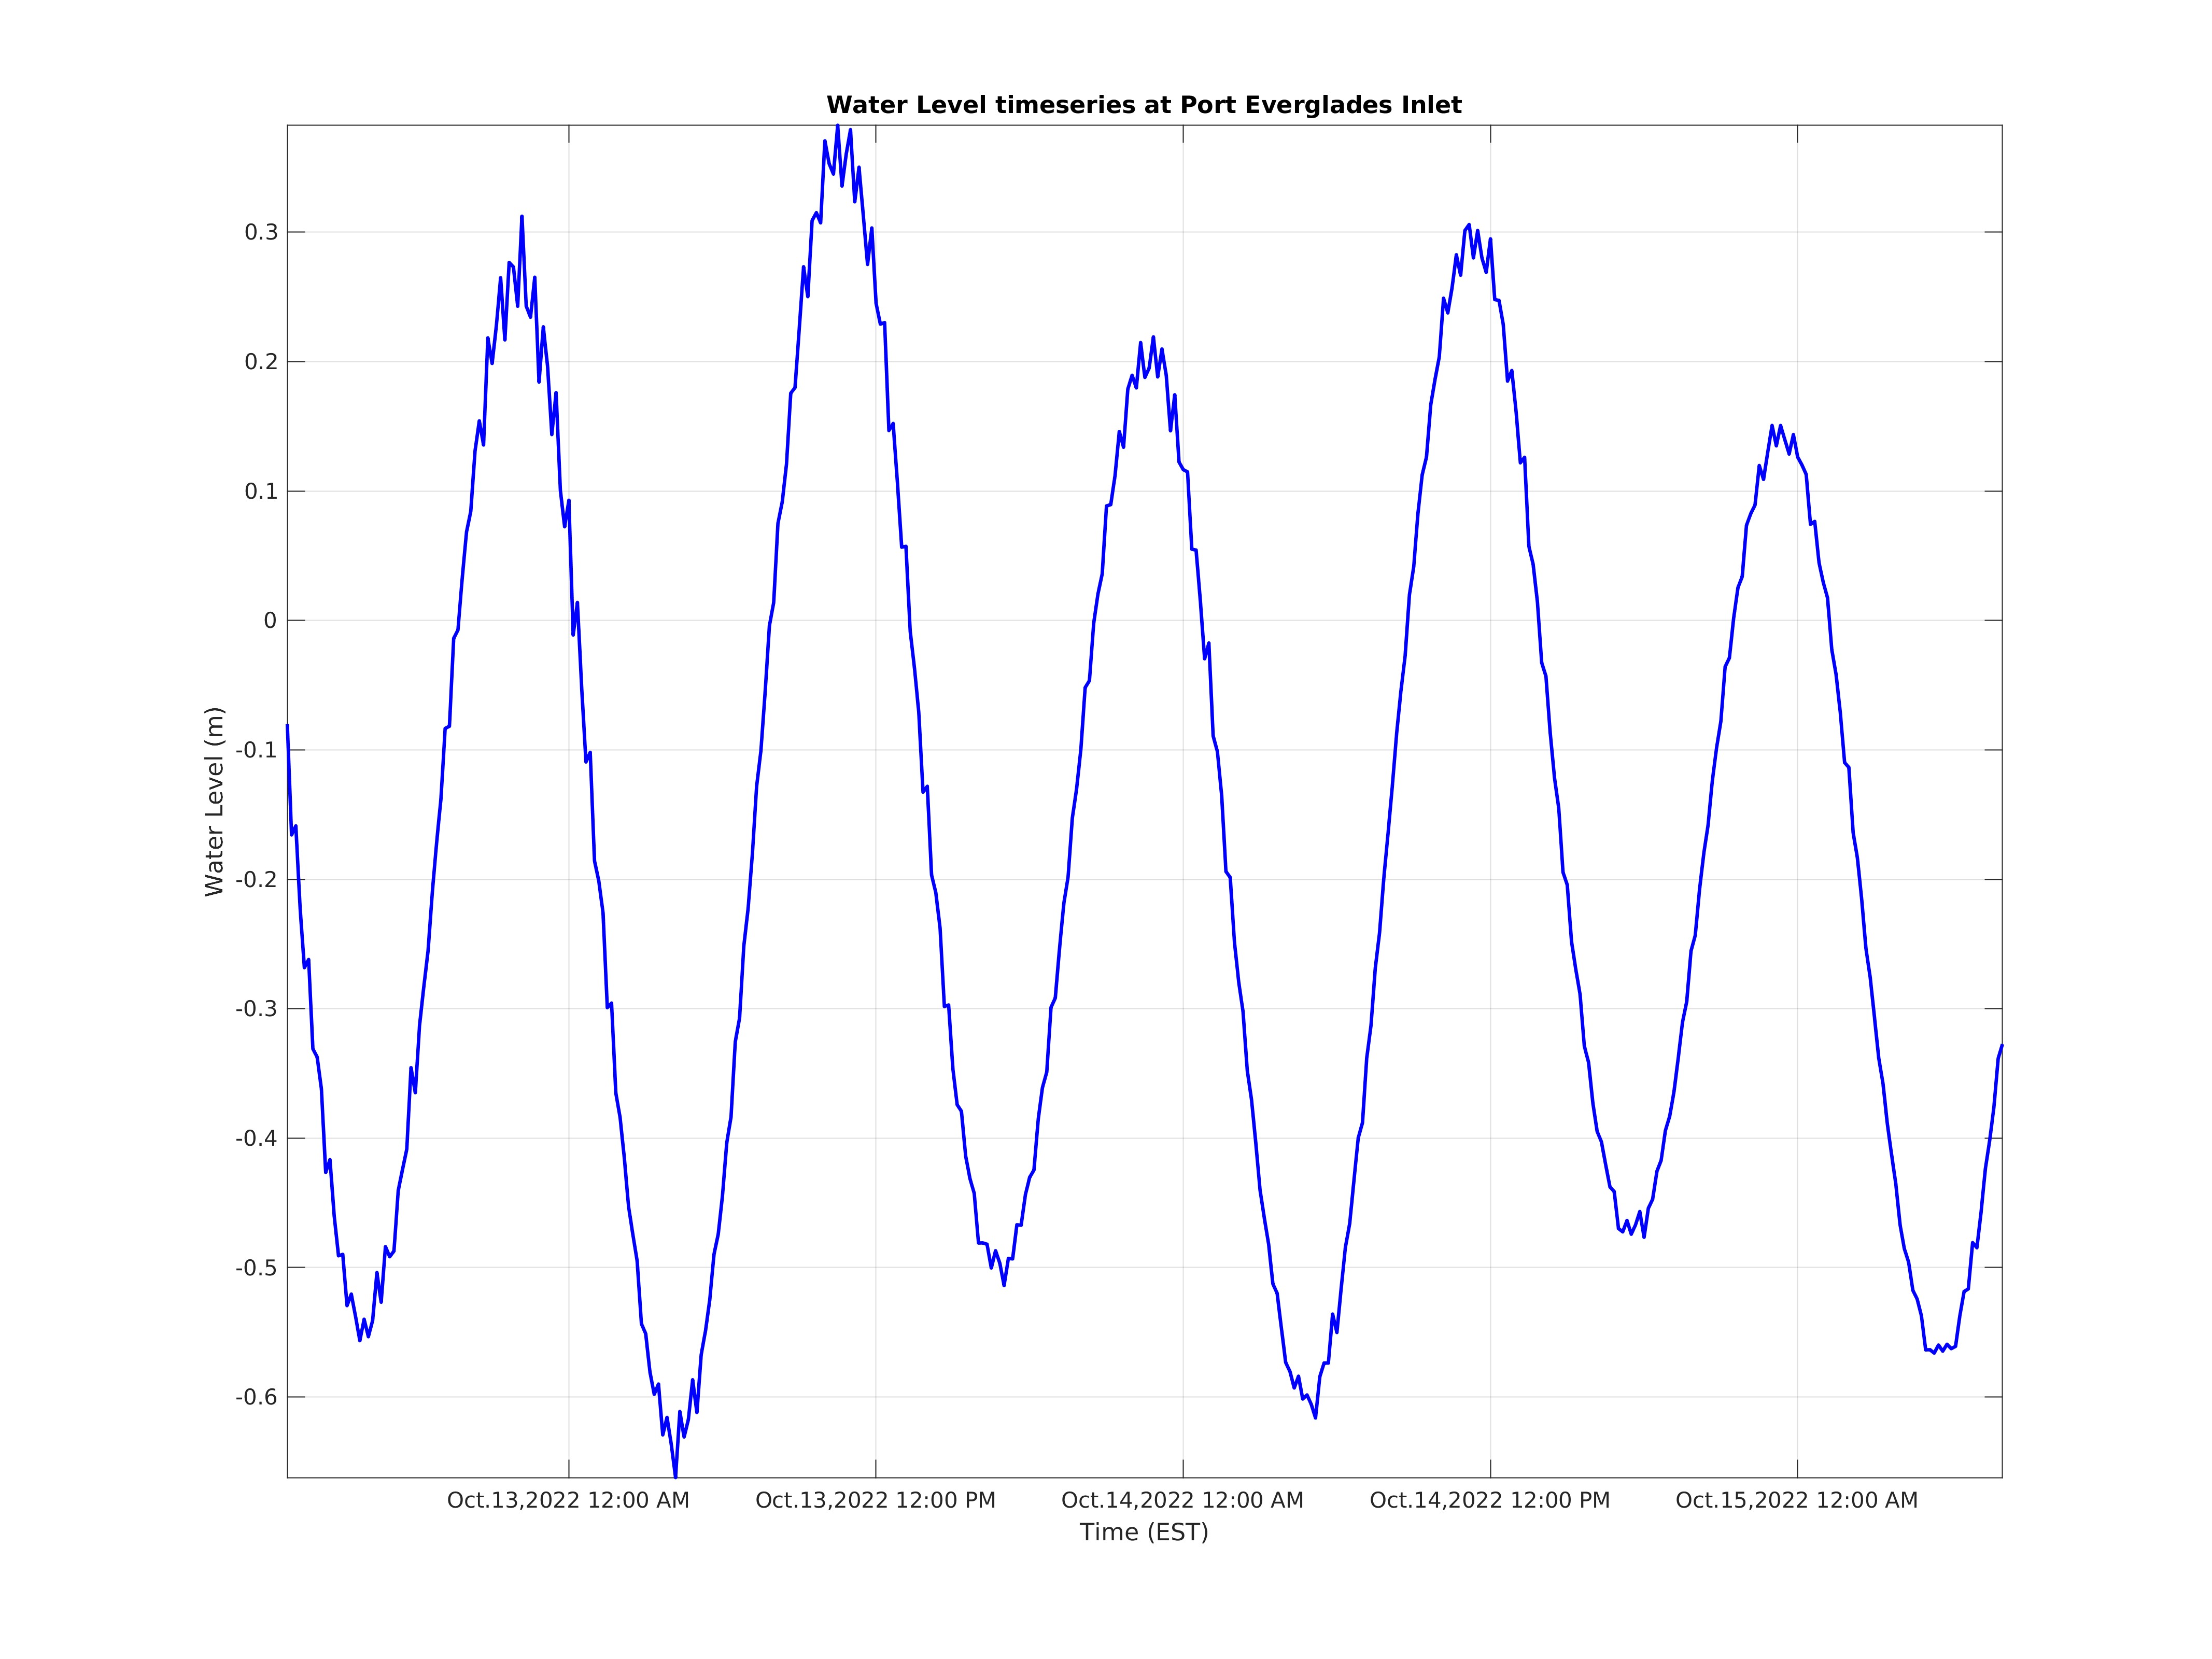 Water Level timeseries at Port Everglades Inlet
0.3
0.2
0.1
0
-0.1
-0.2
-0.3
-0.4
-0.5
-0.6
Water Level (m)
Oct.13,2022 12:00 AM
Oct.13,2022 12:00 PM
Oct.14,2022 12:00 AM
Oct.14,2022 12:00 PM
Oct.15,2022 12:00 AM
Time (EST)